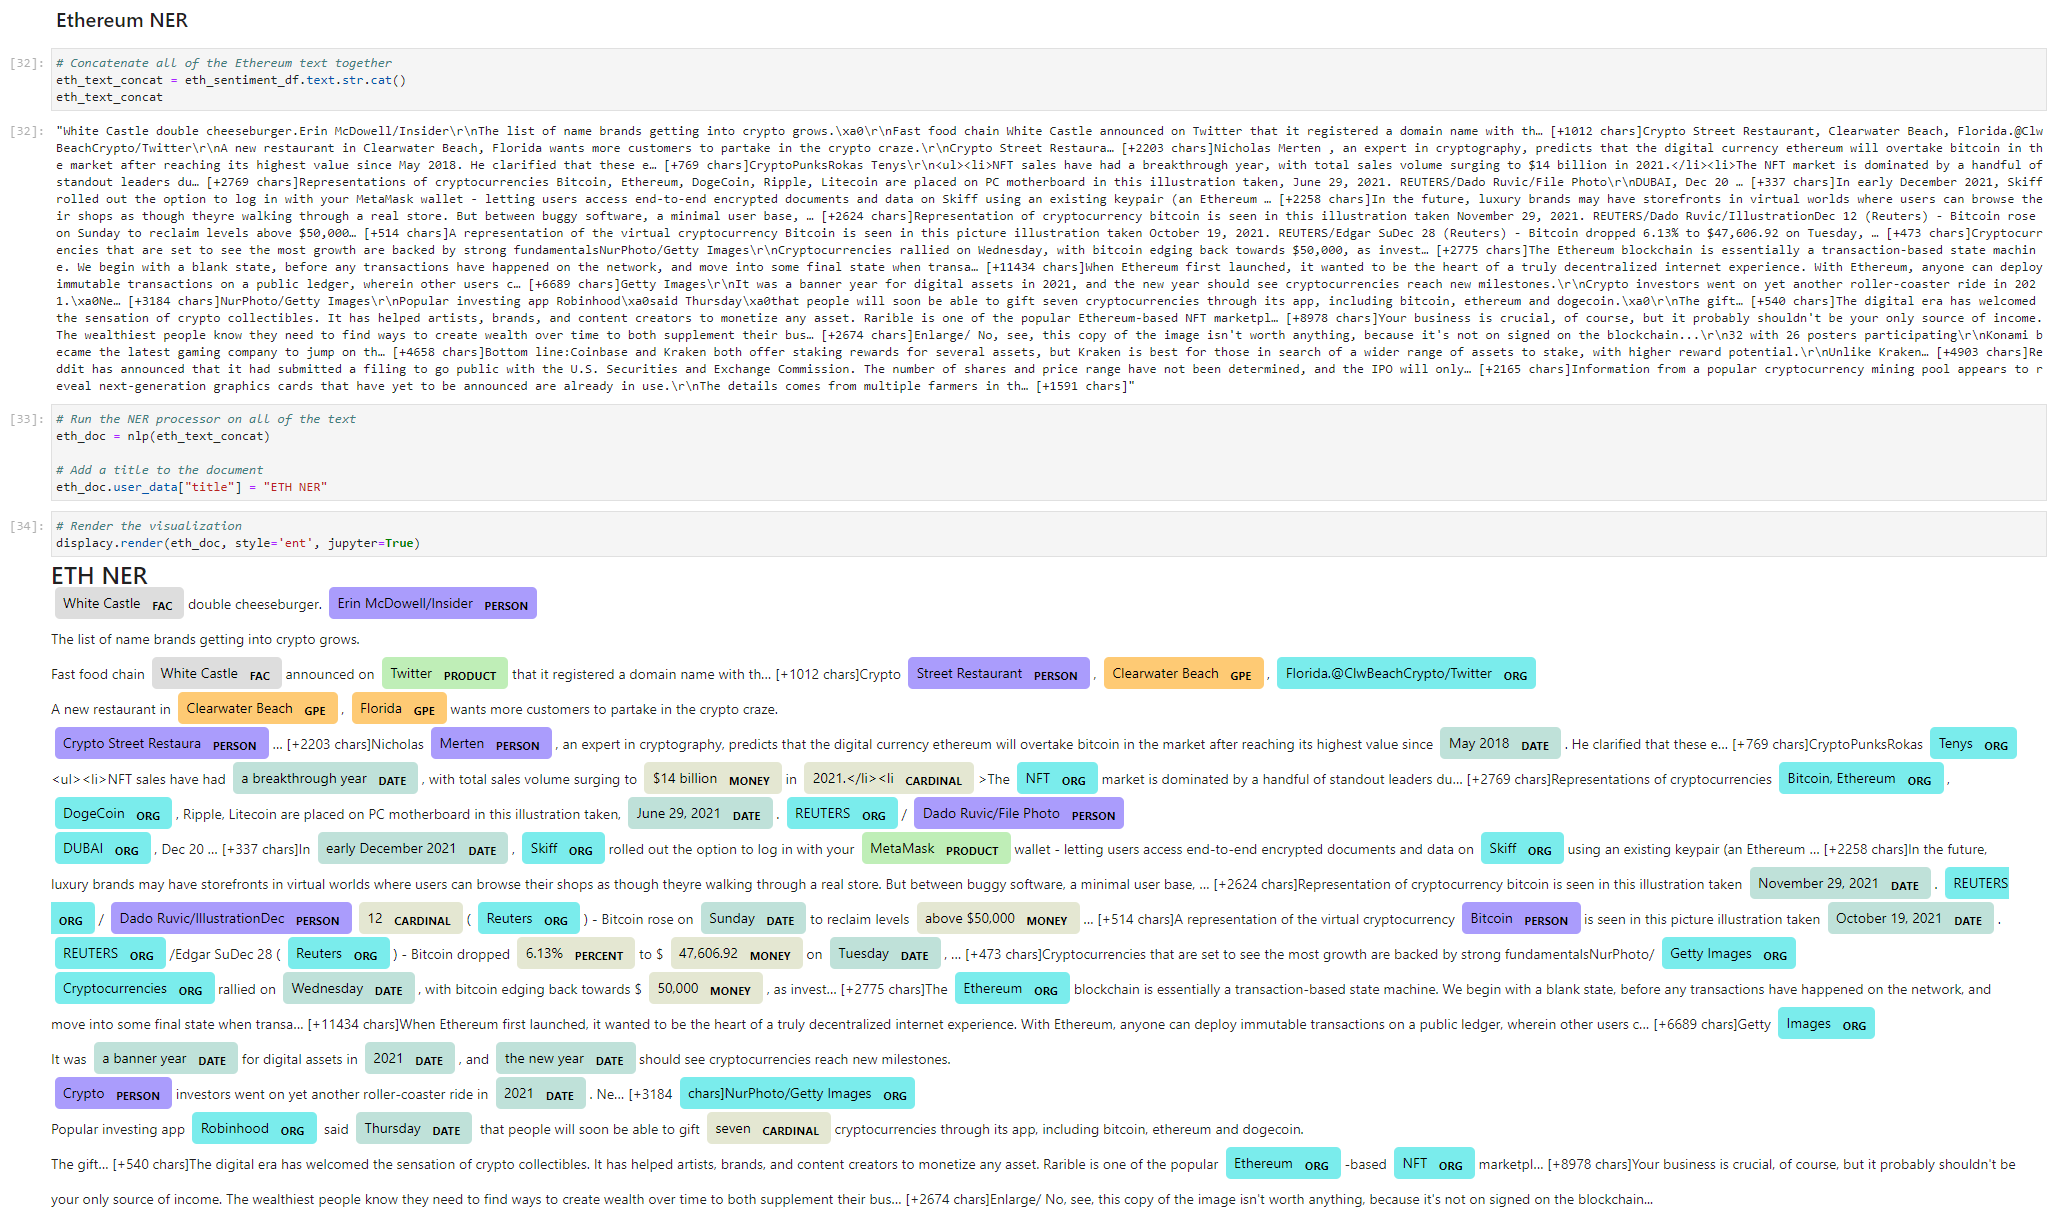 Ethereum NER
[32]:
# Concatenate all of the Ethereum text together
eth_text_concat = eth_sentiment_df.text.str.cat()
eth_text_concat
[32]:
"White Castle double cheeseburger.Erin McDowell/Insider\r\nThe list of name brands getting into crypto grows.\xa0\r\nFast food chain White Castle announced on Twitter that it registered a domain name with th… [+1012 chars]Crypto Street Restaurant, Clearwater Beach, Florida.@Clw
BeachCrypto/Twitter\r\nA new restaurant in Clearwater Beach, Florida wants more customers to partake in the crypto craze.\r\nCrypto Street Restaura… [+2203 chars]Nicholas Merten , an expert in cryptography, predicts that the digital currency ethereum will overtake bitcoin in th
e market after reaching its highest value since May 2018. He clarified that these e… [+769 chars]CryptoPunksRokas Tenys\r\n<ul><li>NFT sales have had a breakthrough year, with total sales volume surging to $14 billion in 2021.</li><li>The NFT market is dominated by a handful of
standout leaders du… [+2769 chars]Representations of cryptocurrencies Bitcoin, Ethereum, DogeCoin, Ripple, Litecoin are placed on PC motherboard in this illustration taken, June 29, 2021. REUTERS/Dado Ruvic/File Photo\r\nDUBAI, Dec 20 … [+337 chars]In early December 2021, Skiff
rolled out the option to log in with your MetaMask wallet - letting users access end-to-end encrypted documents and data on Skiff using an existing keypair (an Ethereum … [+2258 chars]In the future, luxury brands may have storefronts in virtual worlds where users can browse the
ir shops as though theyre walking through a real store. But between buggy software, a minimal user base, … [+2624 chars]Representation of cryptocurrency bitcoin is seen in this illustration taken November 29, 2021. REUTERS/Dado Ruvic/IllustrationDec 12 (Reuters) - Bitcoin rose
on Sunday to reclaim levels above $50,000… [+514 chars]A representation of the virtual cryptocurrency Bitcoin is seen in this picture illustration taken October 19, 2021. REUTERS/Edgar SuDec 28 (Reuters) - Bitcoin dropped 6.13% to $47,606.92 on Tuesday, … [+473 chars]Cryptocurr
encies that are set to see the most growth are backed by strong fundamentalsNurPhoto/Getty Images\r\nCryptocurrencies rallied on Wednesday, with bitcoin edging back towards $50,000, as invest… [+2775 chars]The Ethereum blockchain is essentially a transaction-based state machin
e. We begin with a blank state, before any transactions have happened on the network, and move into some final state when transa… [+11434 chars]When Ethereum first launched, it wanted to be the heart of a truly decentralized internet experience. With Ethereum, anyone can deploy
immutable transactions on a public ledger, wherein other users c… [+6689 chars]Getty Images\r\nIt was a banner year for digital assets in 2021, and the new year should see cryptocurrencies reach new milestones.\r\nCrypto investors went on yet another roller-coaster ride in 202
1.\xa0Ne… [+3184 chars]NurPhoto/Getty Images\r\nPopular investing app Robinhood\xa0said Thursday\xa0that people will soon be able to gift seven cryptocurrencies through its app, including bitcoin, ethereum and dogecoin.\xa0\r\nThe gift… [+540 chars]The digital era has welcomed
the sensation of crypto collectibles. It has helped artists, brands, and content creators to monetize any asset. Rarible is one of the popular Ethereum-based NFT marketpl… [+8978 chars]Your business is crucial, of course, but it probably shouldn't be your only source of income.
The wealthiest people know they need to find ways to create wealth over time to both supplement their bus… [+2674 chars]Enlarge/ No, see, this copy of the image isn't worth anything, because it's not on signed on the blockchain...\r\n32 with 26 posters participating\r\nKonami b
ecame the latest gaming company to jump on th… [+4658 chars]Bottom line:Coinbase and Kraken both offer staking rewards for several assets, but Kraken is best for those in search of a wider range of assets to stake, with higher reward potential.\r\nUnlike Kraken… [+4903 chars]Re
ddit has announced that it had submitted a filing to go public with the U.S. Securities and Exchange Commission. The number of shares and price range have not been determined, and the IPO will only… [+2165 chars]Information from a popular cryptocurrency mining pool appears to r
eveal next-generation graphics cards that have yet to be announced are already in use.\r\nThe details comes from multiple farmers in th… [+1591 chars]"
[33]:
# Run the NER processor on all of the text
eth_doc = nlp(eth_text_concat)
# Add a title to the document
eth_doc.user_data["title"] = "ETH NER"
[34]:
# Render the visualization
displacy.render(eth_doc, style='ent', jupyter=True)
ETH NER
White Castle FAC double cheeseburger. Erin McDowell/Insider PERSON
The list of name brands getting into crypto grows.
Fast food chain White Castle FAC announced on Twitter PRODUCT that it registered a domain name with th… [+1012 chars]Crypto Street Restaurant PERSON , Clearwater Beach GPE , Florida.@ClwBeachCrypto/Twitter ORG
A new restaurant in Clearwater Beach GPE , Florida GPE wants more customers to partake in the crypto craze.
Crypto Street Restaura PERSON … [+2203 chars]Nicholas Merten PERSON , an expert in cryptography, predicts that the digital currency ethereum will overtake bitcoin in the market after reaching its highest value since May 2018 DATE . He clarified that these e… [+769 chars]CryptoPunksRokas Tenys ORG
<ul><li>NFT sales have had a breakthrough year DATE , with total sales volume surging to $14 billion MONEY in 2021.</li><li CARDINAL >The NFT ORG market is dominated by a handful of standout leaders du… [+2769 chars]Representations of cryptocurrencies Bitcoin, Ethereum ORG ,
DogeCoin ORG , Ripple, Litecoin are placed on PC motherboard in this illustration taken, June 29, 2021 DATE . REUTERS ORG / Dado Ruvic/File Photo PERSON
DUBAI ORG , Dec 20 … [+337 chars]In early December 2021 DATE , Skiff ORG rolled out the option to log in with your MetaMask PRODUCT wallet - letting users access end-to-end encrypted documents and data on Skiff ORG using an existing keypair (an Ethereum … [+2258 chars]In the future,
luxury brands may have storefronts in virtual worlds where users can browse their shops as though theyre walking through a real store. But between buggy software, a minimal user base, … [+2624 chars]Representation of cryptocurrency bitcoin is seen in this illustration taken November 29, 2021 DATE . REUTERS
ORG / Dado Ruvic/IllustrationDec PERSON 12 CARDINAL ( Reuters ORG ) - Bitcoin rose on Sunday DATE to reclaim levels above $50,000 MONEY … [+514 chars]A representation of the virtual cryptocurrency Bitcoin PERSON is seen in this picture illustration taken October 19, 2021 DATE .
REUTERS ORG /Edgar SuDec 28 ( Reuters ORG ) - Bitcoin dropped 6.13% PERCENT to $ 47,606.92 MONEY on Tuesday DATE , … [+473 chars]Cryptocurrencies that are set to see the most growth are backed by strong fundamentalsNurPhoto/ Getty Images ORG
Cryptocurrencies ORG rallied on Wednesday DATE , with bitcoin edging back towards $ 50,000 MONEY , as invest… [+2775 chars]The Ethereum ORG blockchain is essentially a transaction-based state machine. We begin with a blank state, before any transactions have happened on the network, and
move into some final state when transa… [+11434 chars]When Ethereum first launched, it wanted to be the heart of a truly decentralized internet experience. With Ethereum, anyone can deploy immutable transactions on a public ledger, wherein other users c… [+6689 chars]Getty Images ORG
It was a banner year DATE for digital assets in 2021 DATE , and the new year DATE should see cryptocurrencies reach new milestones.
Crypto PERSON investors went on yet another roller-coaster ride in 2021 DATE . Ne… [+3184 chars]NurPhoto/Getty Images ORG
Popular investing app Robinhood ORG said Thursday DATE that people will soon be able to gift seven CARDINAL cryptocurrencies through its app, including bitcoin, ethereum and dogecoin.
The gift… [+540 chars]The digital era has welcomed the sensation of crypto collectibles. It has helped artists, brands, and content creators to monetize any asset. Rarible is one of the popular Ethereum ORG -based NFT ORG marketpl… [+8978 chars]Your business is crucial, of course, but it probably shouldn't be
your only source of income. The wealthiest people know they need to find ways to create wealth over time to both supplement their bus… [+2674 chars]Enlarge/ No, see, this copy of the image isn't worth anything, because it's not on signed on the blockchain...